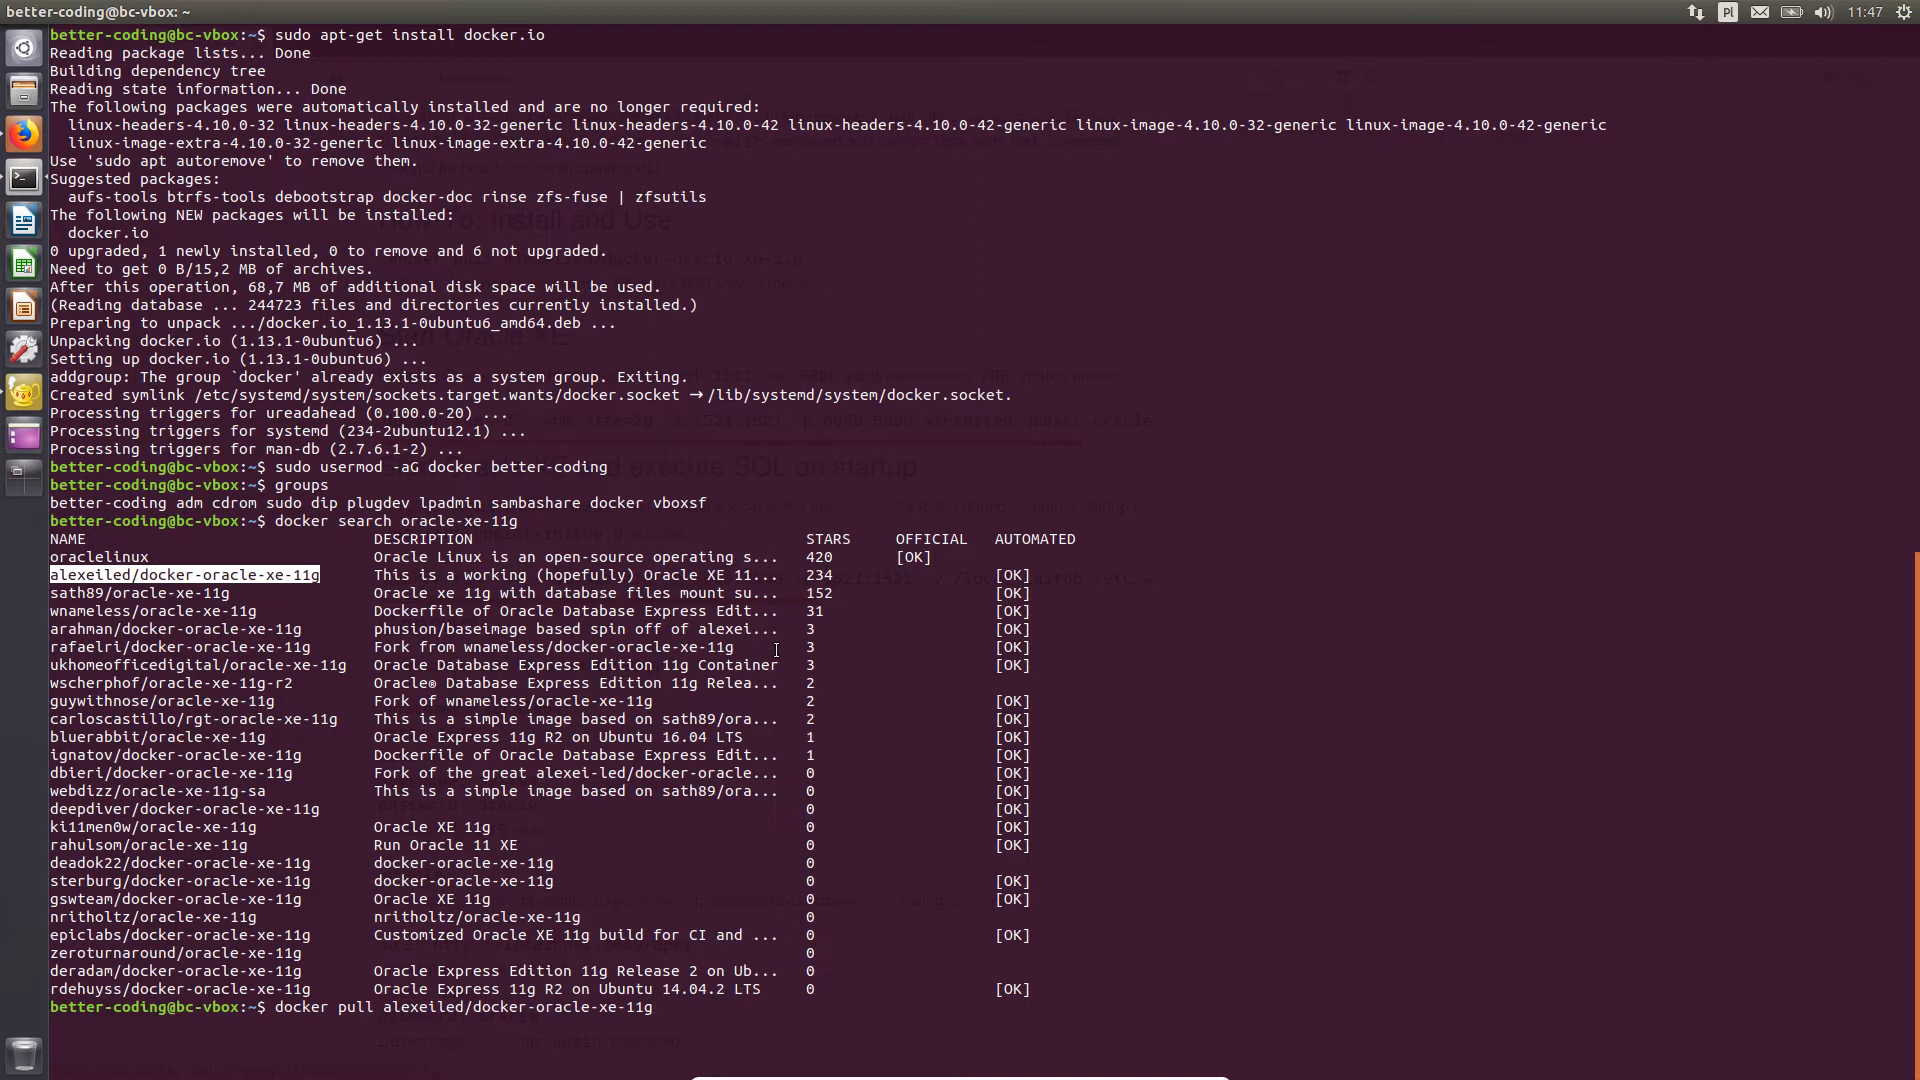 better-coding@bc-vbox: ~
Pl
11:47
better-coding@bc-vbox:~$ sudo apt-get install docker.io
Reading package lists... Done
Building dependency tree
Reading state information... Done
The following packages were automatically installed and are no longer required:
linux-headers-4.10.0-32 linux-headers-4.10.0-32-generic linux-headers-4.10.0-42 linux-headers-4.10.0-42-generic linux-image-4.10.0-32-generic linux-image-4.10.0-42-generic
linux-image-extra-4.10.0-32-generic linux-image-extra-4.10.0-42-generic
Use 'sudo apt autoremove' to remove them.
Suggested packages:
aufs-tools btrfs-tools debootstrap docker-doc rinse zfs-fuse | zfsutils
The following NEW packages will be installed:
docker.io
0 upgraded, 1 newly installed, 0 to remove and 6 not upgraded.
Need to get 0 B/15,2 MB of archives.
After this operation, 68,7 MB of additional disk space will be used.
(Reading database ... 244723 files and directories currently installed.)
Preparing to unpack .../docker.io_1.13.1-0ubuntu6_amd64.deb ...
Unpacking docker.io (1.13.1-0ubuntu6) ...
Setting up docker.io (1.13.1-0ubuntu6) ...
addgroup: The group `docker' already exists as a system group. Exiting.
Created symlink /etc/systemd/system/sockets.target.wants/docker.socket → /lib/systemd/system/docker.socket.
Processing triggers for ureadahead (0.100.0-20) ...
Processing triggers for systemd (234-2ubuntu12.1) ...
Processing triggers for man-db (2.7.6.1-2) ...
better-coding@bc-vbox:~$ sudo usermod -aG docker better-coding
better-coding@bc-vbox:~$ groups
better-coding adm cdrom sudo dip plugdev lpadmin sambashare docker vboxsf
better-coding@bc-vbox:~$ docker search oracle-xe-11g
NAME DESCRIPTION STARS OFFICIAL AUTOMATED
oraclelinux Oracle Linux is an open-source operating s... 420 [OK]
alexeiled/docker-oracle-xe-11g This is a working (hopefully) Oracle XE 11... 234 [OK]
sath89/oracle-xe-11g Oracle xe 11g with database files mount su... 152 [OK]
wnameless/oracle-xe-11g Dockerfile of Oracle Database Express Edit... 31 [OK]
arahman/docker-oracle-xe-11g phusion/baseimage based spin off of alexei... 3 [OK]
rafaelri/docker-oracle-xe-11g Fork from wnameless/docker-oracle-xe-11g 3 [OK]
ukhomeofficedigital/oracle-xe-11g Oracle Database Express Edition 11g Container 3 [OK]
wscherphof/oracle-xe-11g-r2 Oracle® Database Express Edition 11g Relea... 2
guywithnose/oracle-xe-11g Fork of wnameless/oracle-xe-11g 2 [OK]
carloscastillo/rgt-oracle-xe-11g This is a simple image based on sath89/ora... 2 [OK]
bluerabbit/oracle-xe-11g Oracle Express 11g R2 on Ubuntu 16.04 LTS 1 [OK]
ignatov/docker-oracle-xe-11g Dockerfile of Oracle Database Express Edit... 1 [OK]
dbieri/docker-oracle-xe-11g Fork of the great alexei-led/docker-oracle... 0 [OK]
webdizz/oracle-xe-11g-sa This is a simple image based on sath89/ora... 0 [OK]
deepdiver/docker-oracle-xe-11g 0 [OK]
ki11men0w/oracle-xe-11g Oracle XE 11g 0 [OK]
rahulsom/oracle-xe-11g Run Oracle 11 XE 0 [OK]
deadok22/docker-oracle-xe-11g docker-oracle-xe-11g 0
sterburg/docker-oracle-xe-11g docker-oracle-xe-11g 0 [OK]
gswteam/docker-oracle-xe-11g Oracle XE 11g 0 [OK]
nritholtz/oracle-xe-11g nritholtz/oracle-xe-11g 0
epiclabs/docker-oracle-xe-11g Customized Oracle XE 11g build for CI and ... 0 [OK]
zeroturnaround/oracle-xe-11g 0
deradam/docker-oracle-xe-11g Oracle Express Edition 11g Release 2 on Ub... 0
rdehuyss/docker-oracle-xe-11g Oracle Express 11g R2 on Ubuntu 14.04.2 LTS 0 [OK]
better-coding@bc-vbox:~$ docker pull alexeiled/docker-oracle-xe-11g